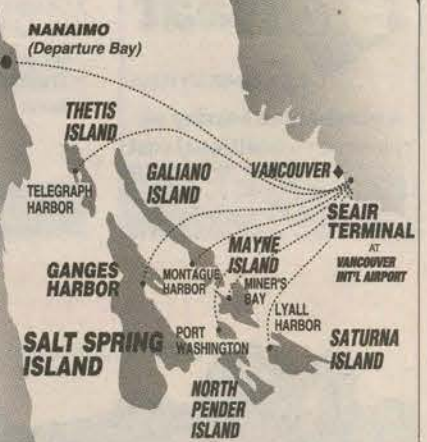 NANAIMO
(Departure Bay)
THETIS
ISLAND
TELEGRAPH
HARBOR
GALIANO
ISLAND
VANCOUVER
SEAIR
TERMINAL
AT
VANCOUVER
INT'L AIRPORT
GANGES
HARBOR
MONTAGUE
HARBOR
MAYNE
ISLAND
MINER'S
BAY
LYALL
HARBOR
SALT SPRING
ISLAND
PORT
WASHINGTON
SATURNA
ISLAND
NORTH
PENDER
ISLAND